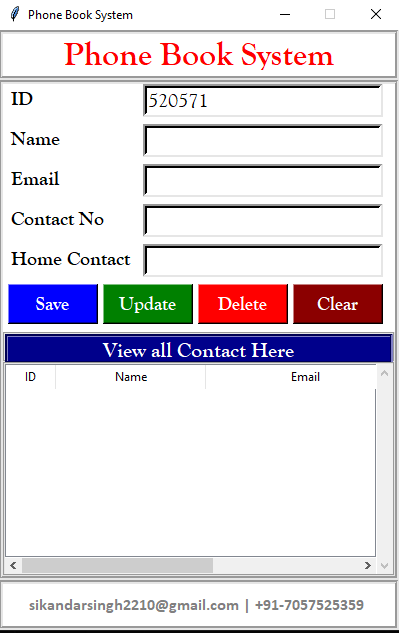 Phone Book System
Phone Book System
ID 520571
Name
Email
Contact No
Home Contact
Save Update Delete Clear
View all Contact Here
ID Name Email
sikandarsingh2210@gmail.com | +91-7057525359